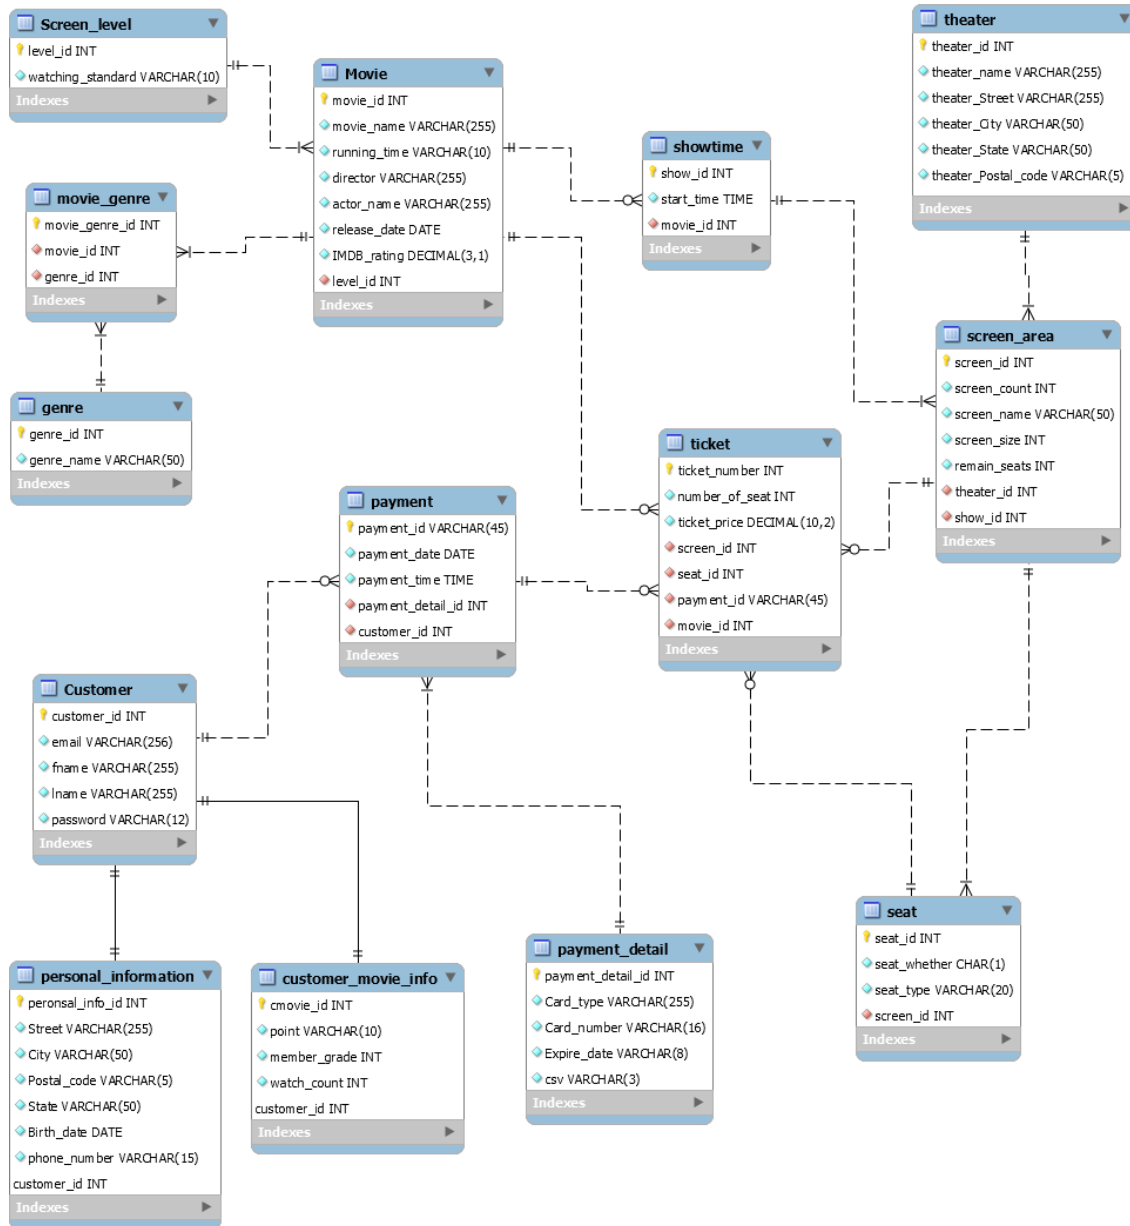 Screen_level
level_id INT
watching_standard VARCHAR(10)
Indexes
Movie
movie_id INT
movie_name VARCHAR(255)
running_time VARCHAR(10)
director VARCHAR(255)
actor_name VARCHAR(255)
release_date DATE
IMDB_rating DECIMAL(3,1)
level_id INT
Indexes
theater
theater_id INT
theater_name VARCHAR(255)
theater_Street VARCHAR(255)
theater_City VARCHAR(50)
theater_State VARCHAR(50)
theater_Postal_code VARCHAR(5)
Indexes
showtime
show_id INT
start_time TIME
movie_id INT
Indexes
movie_genre
movie_genre_id INT
movie_id INT
genre_id INT
Indexes
genre
genre_id INT
genre_name VARCHAR(50)
Indexes
screen_area
screen_id INT
screen_count INT
screen_name VARCHAR(50)
screen_size INT
remain_seats INT
theater_id INT
show_id INT
Indexes
ticket
ticket_number INT
number_of_seat INT
ticket_price DECIMAL(10,2)
screen_id INT
seat_id INT
payment_id VARCHAR(45)
movie_id INT
Indexes
payment
payment_id VARCHAR(45)
payment_date DATE
payment_time TIME
payment_detail_id INT
customer_id INT
Indexes
Customer
customer_id INT
email VARCHAR(256)
fname VARCHAR(255)
lname VARCHAR(255)
password VARCHAR(12)
Indexes
personal_information
peronsal_info_id INT
Street VARCHAR(255)
City VARCHAR(50)
Postal_code VARCHAR(5)
State VARCHAR(50)
Birth_date DATE
phone_number VARCHAR(15)
customer_id INT
Indexes
customer_movie_info
cmovie_id INT
point VARCHAR(10)
member_grade INT
watch_count INT
customer_id INT
Indexes
payment_detail
payment_detail_id INT
Card_type VARCHAR(255)
Card_number VARCHAR(16)
Expire_date VARCHAR(8)
csv VARCHAR(3)
Indexes
seat
seat_id INT
seat_whether CHAR(1)
seat_type VARCHAR(20)
screen_id INT
Indexes